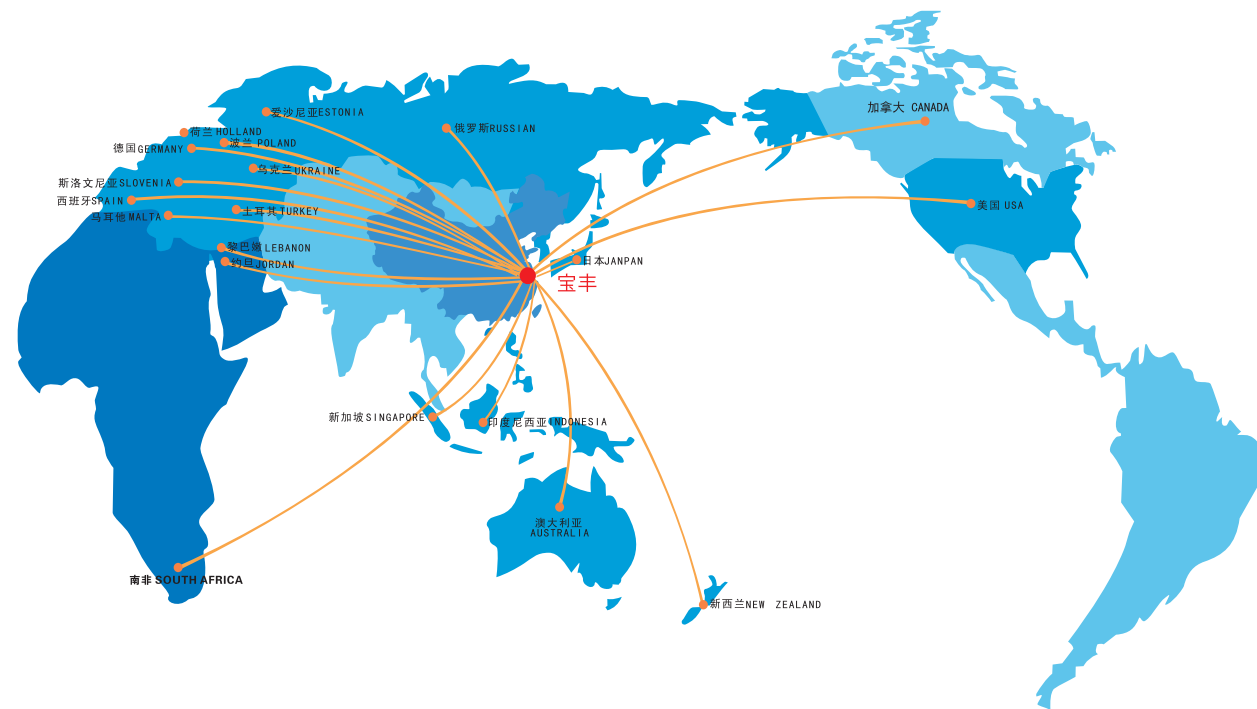 加拿大 CANADA
爱沙尼亚ESTONIA
俄罗斯RUSSIAN
荷兰HOLLAND
波兰 POLAND
德国GERMANY
乌克兰UKRAINE
斯洛文尼亚SLOVENIA
西班牙SPAIN
美国 USA
土耳其TURKEY
马耳他MALTA
黎巴嫩LEBANON
约旦JORDAN
日本JANPAN
宝丰
新加坡SINGAPORE
印度尼西亚INDONESIA
澳大利亚
AUSTRALIA
南非 SOUTH AFRICA
新西兰NEW ZEALAND